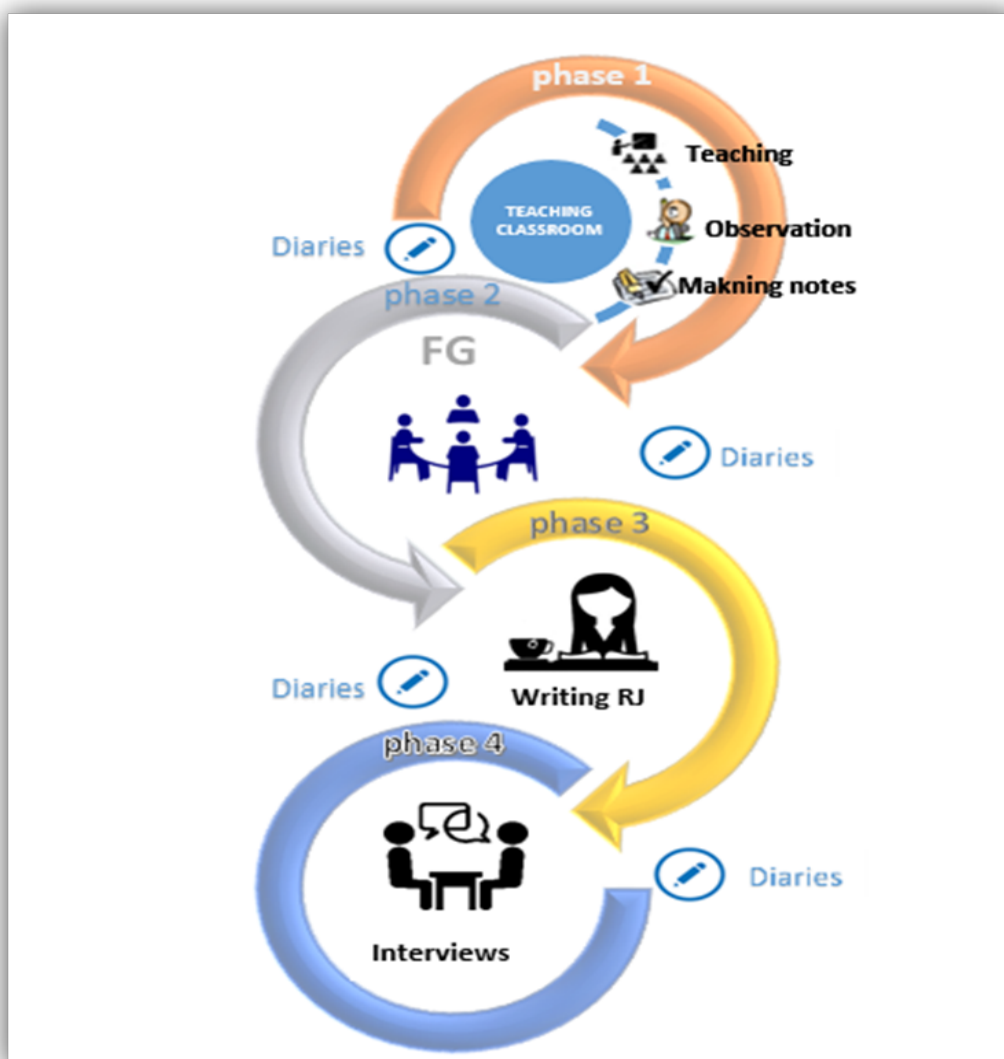 phase 1
Teaching
TEACHING
CLASSROOM
Observation
Diaries
Makning notes
phase 2
FG
Diaries
phase 3
Writing RJ
Diaries
phase 4
Diaries
Interviews